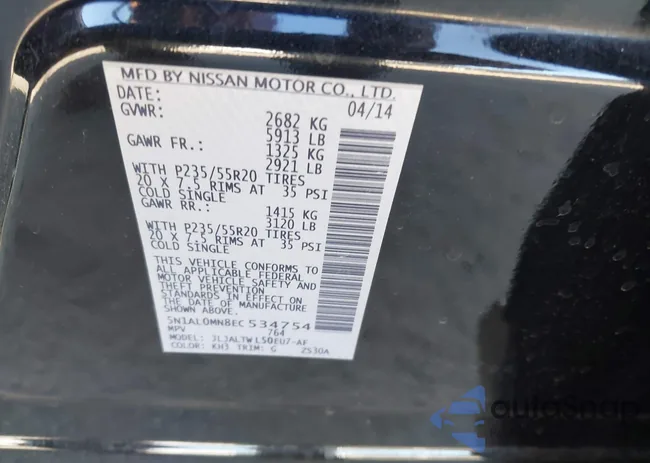 MFD BY NISSAN MOTOR CO., LTD.
DATE: 04/14
GVWR: 2682 KG
5913 LB
GAWR FR.: 1325 KG
2921 LB
WITH P235/55R20 TIRES
20 X 7.5 RIMS AT 35 PSI
COLD SINGLE
GAWR RR.: 1415 KG
3120 LB
WITH P235/55R20 TIRES
20 X 7.5 RIMS AT 35 PSI
COLD SINGLE
THIS VEHICLE CONFORMS TO
ALL APPLICABLE FEDERAL
MOTOR VEHICLE SAFETY AND
THEFT PREVENTION
STANDARDS IN EFFECT ON
THE DATE OF MANUFACTURE
SHOWN ABOVE.
5N1AL0MN8EC534754
MPV 764
MODEL:
COLOR: KH3 TRIM: G 2530A
autoSnap